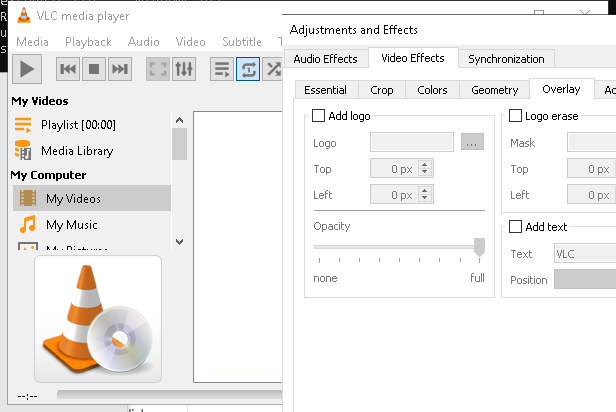 VLC media player
Media Playback Audio Video Subtitle
My Videos
Playlist [00:00]
Media Library
My Computer
My Videos
My Music
My Pictures
--:--
Adjustments and Effects
Audio Effects Video Effects Synchronization
Essential Crop Colors Geometry Overlay
Add logo
Logo ...
Top 0 px
Left 0 px
Opacity
none full
Logo erase
Mask
Top 0 px
Left 0 px
Add text
Text VLC
Position